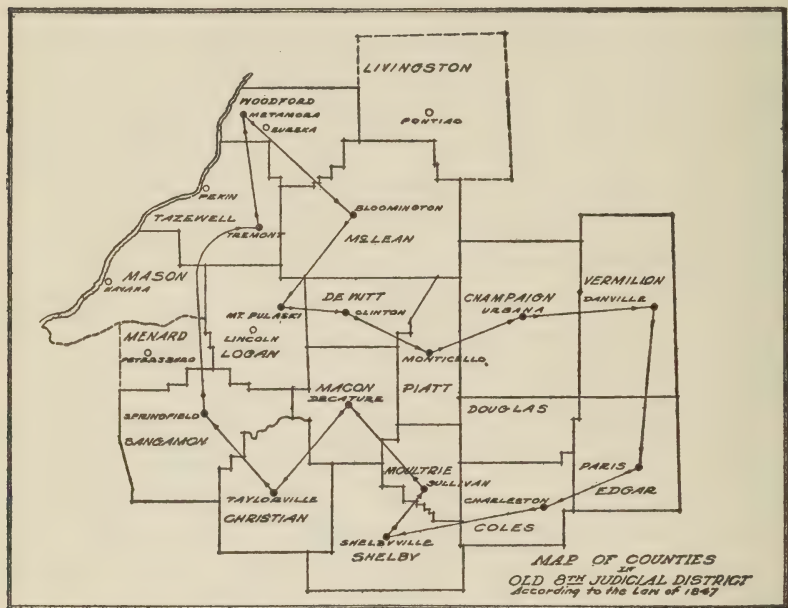 LIVINGSTON
PONTIAC
WOODFORD
METAMORA
EUREKA
PEKIN
TAZEWELL
TREMONT
BLOOMINGTON
MCLEAN
MASON
HAVANA
MT. PULASKI
DE WITT
CLINTON
CHAMPAIGN
URBANA
VERMILION
DANVILLE
MENARD
PETERSBURG
LINCOLN
LOGAN
MONTICELLO
MACON
DECATURE
PIATT
DOUGLAS
SPRINGFIELD
SANGAMON
TAYLORVILLE
CHRISTIAN
MOULTRIE
SULLIVAN
PARIS
EDGAR
CHARLESTON
COLES
SHELBYVILLE
SHELBY
MAP OF COUNTIES
IN
OLD 8TH JUDICIAL DISTRICT
According to the Law of 1847